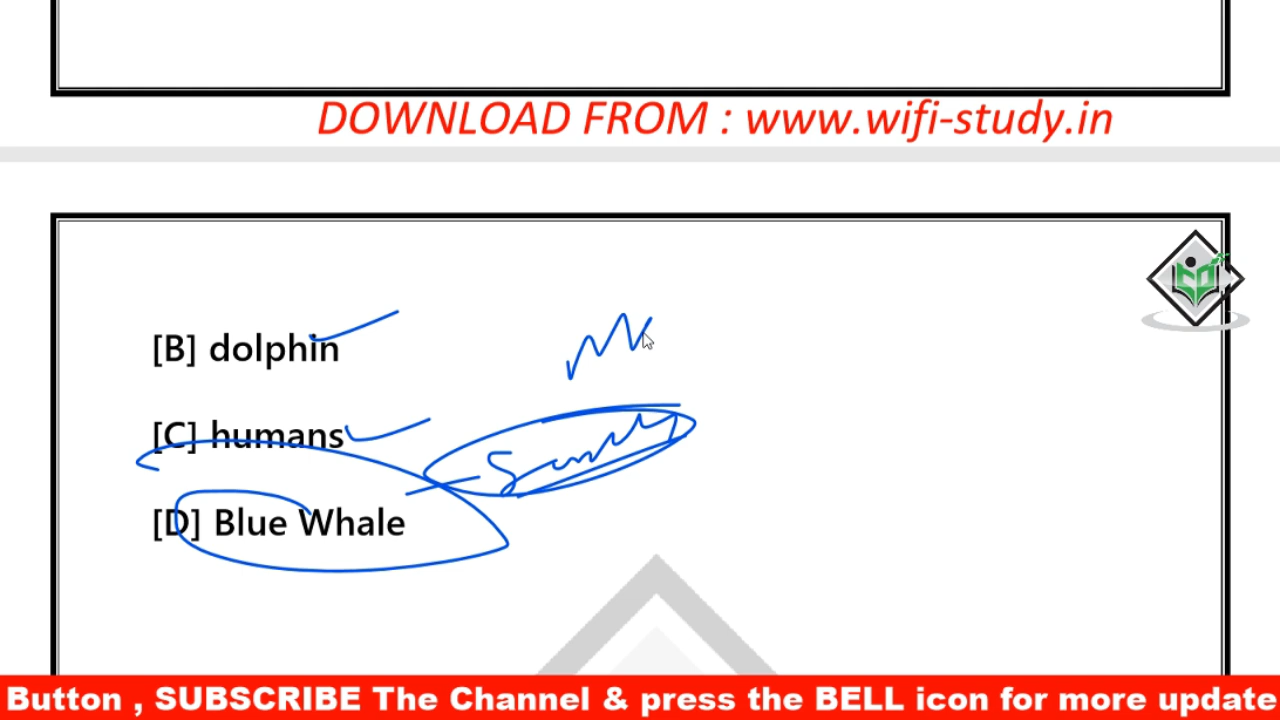 DOWNLOAD FROM : www.wifi-study.in
[B] dolphin
[C] humans
[D] Blue Whale
Button , SUBSCRIBE The Channel & press the BELL icon for more update